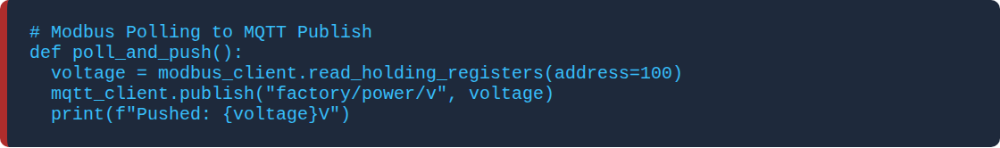 # Modbus Polling to MQTT Publish
def poll_and_push():
  voltage = modbus_client.read_holding_registers(address=100)
  mqtt_client.publish("factory/power/v", voltage)
  print(f"Pushed: {voltage}V")